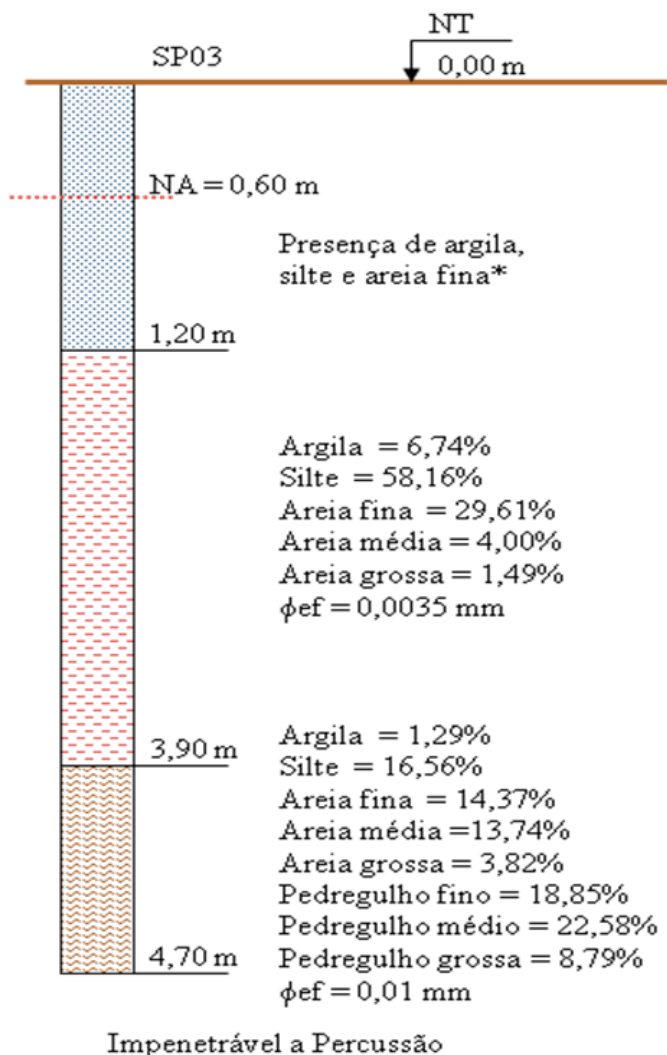 NT
SP03
0,00 m
NA = 0,60 m
Presença de argila,
silte e areia fina*
1,20 m
Argila = 6,74%
Silte = 58,16%
Areia fina = 29,61%
Areia média = 4,00%
Areia grossa = 1,49%
ϕef = 0,0035 mm
3,90 m
Argila = 1,29%
Silte = 16,56%
Areia fina = 14,37%
Areia média =13,74%
Areia grossa = 3,82%
Pedregulho fino = 18,85%
Pedregulho médio = 22,58%
Pedregulho grossa = 8,79%
ϕef = 0,01 mm
4,70 m
Impenetrável a Percussão